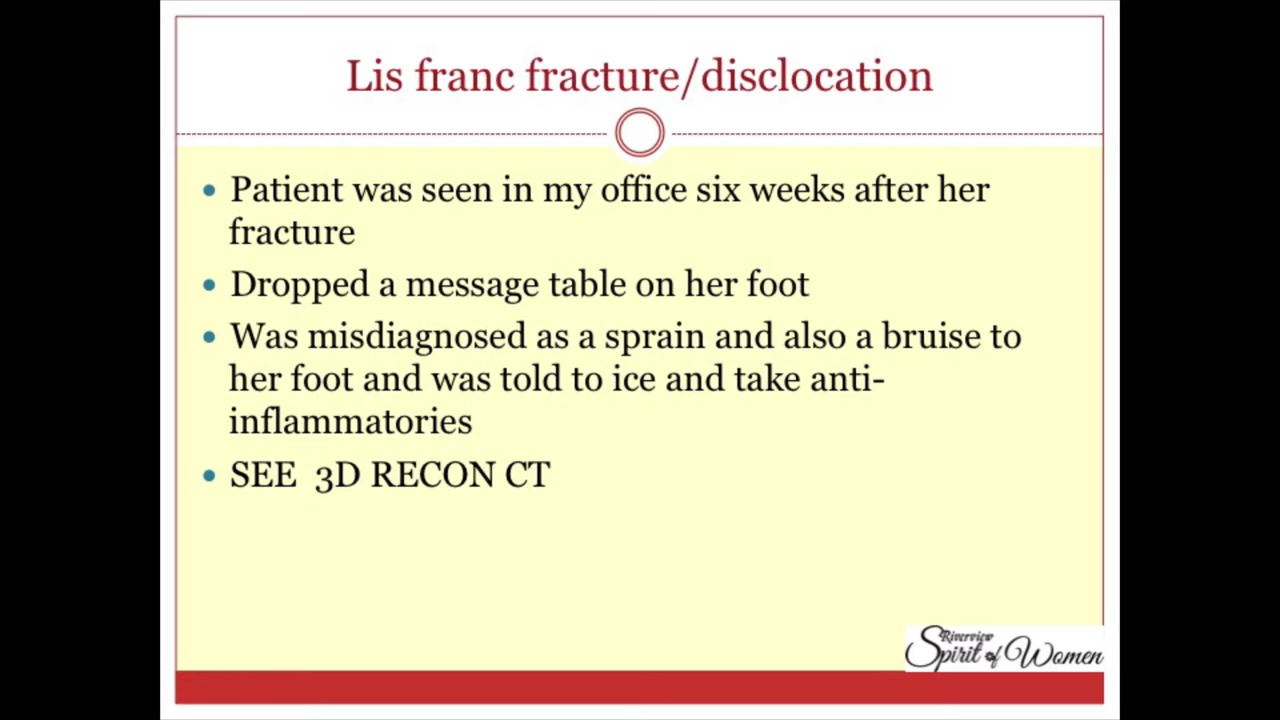 Lis franc fracture/disclocation
Patient was seen in my office six weeks after her
fracture
Dropped a message table on her foot
Was misdiagnosed as a sprain and also a bruise to
her foot and was told to ice and take anti-
inflammatories
SEE  3D RECON CT
Riverview
Spirit of Women